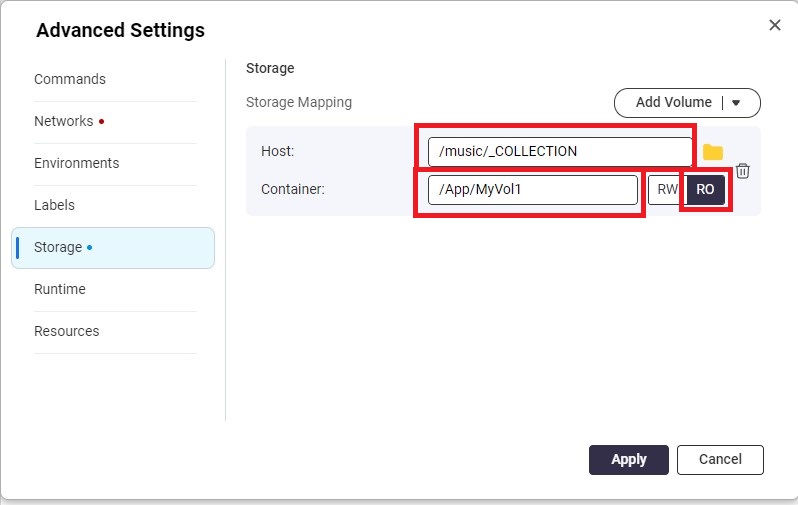 Advanced Settings
Commands
Networks
Environments
Labels
Storage
Runtime
Resources
Storage
Storage Mapping
Add Volume
Host:
/music/_COLLECTION
Container:
/App/MyVol1
RW
RO
Apply
Cancel